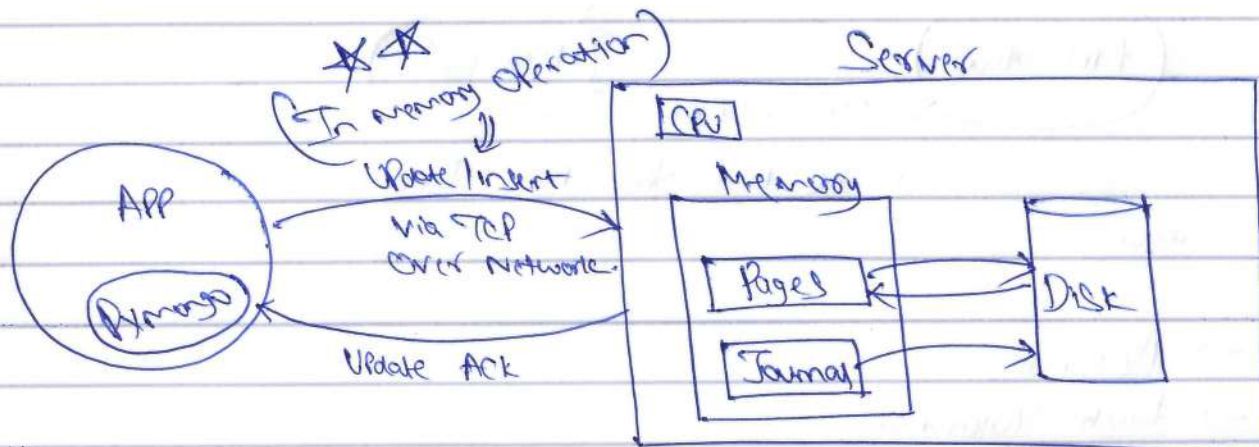 (In memory operation)
Server
CPU
Update/insert
Memory
APP
via TCP
over Network.
Pages
Disk
Pymongo
Journal
Update ACK